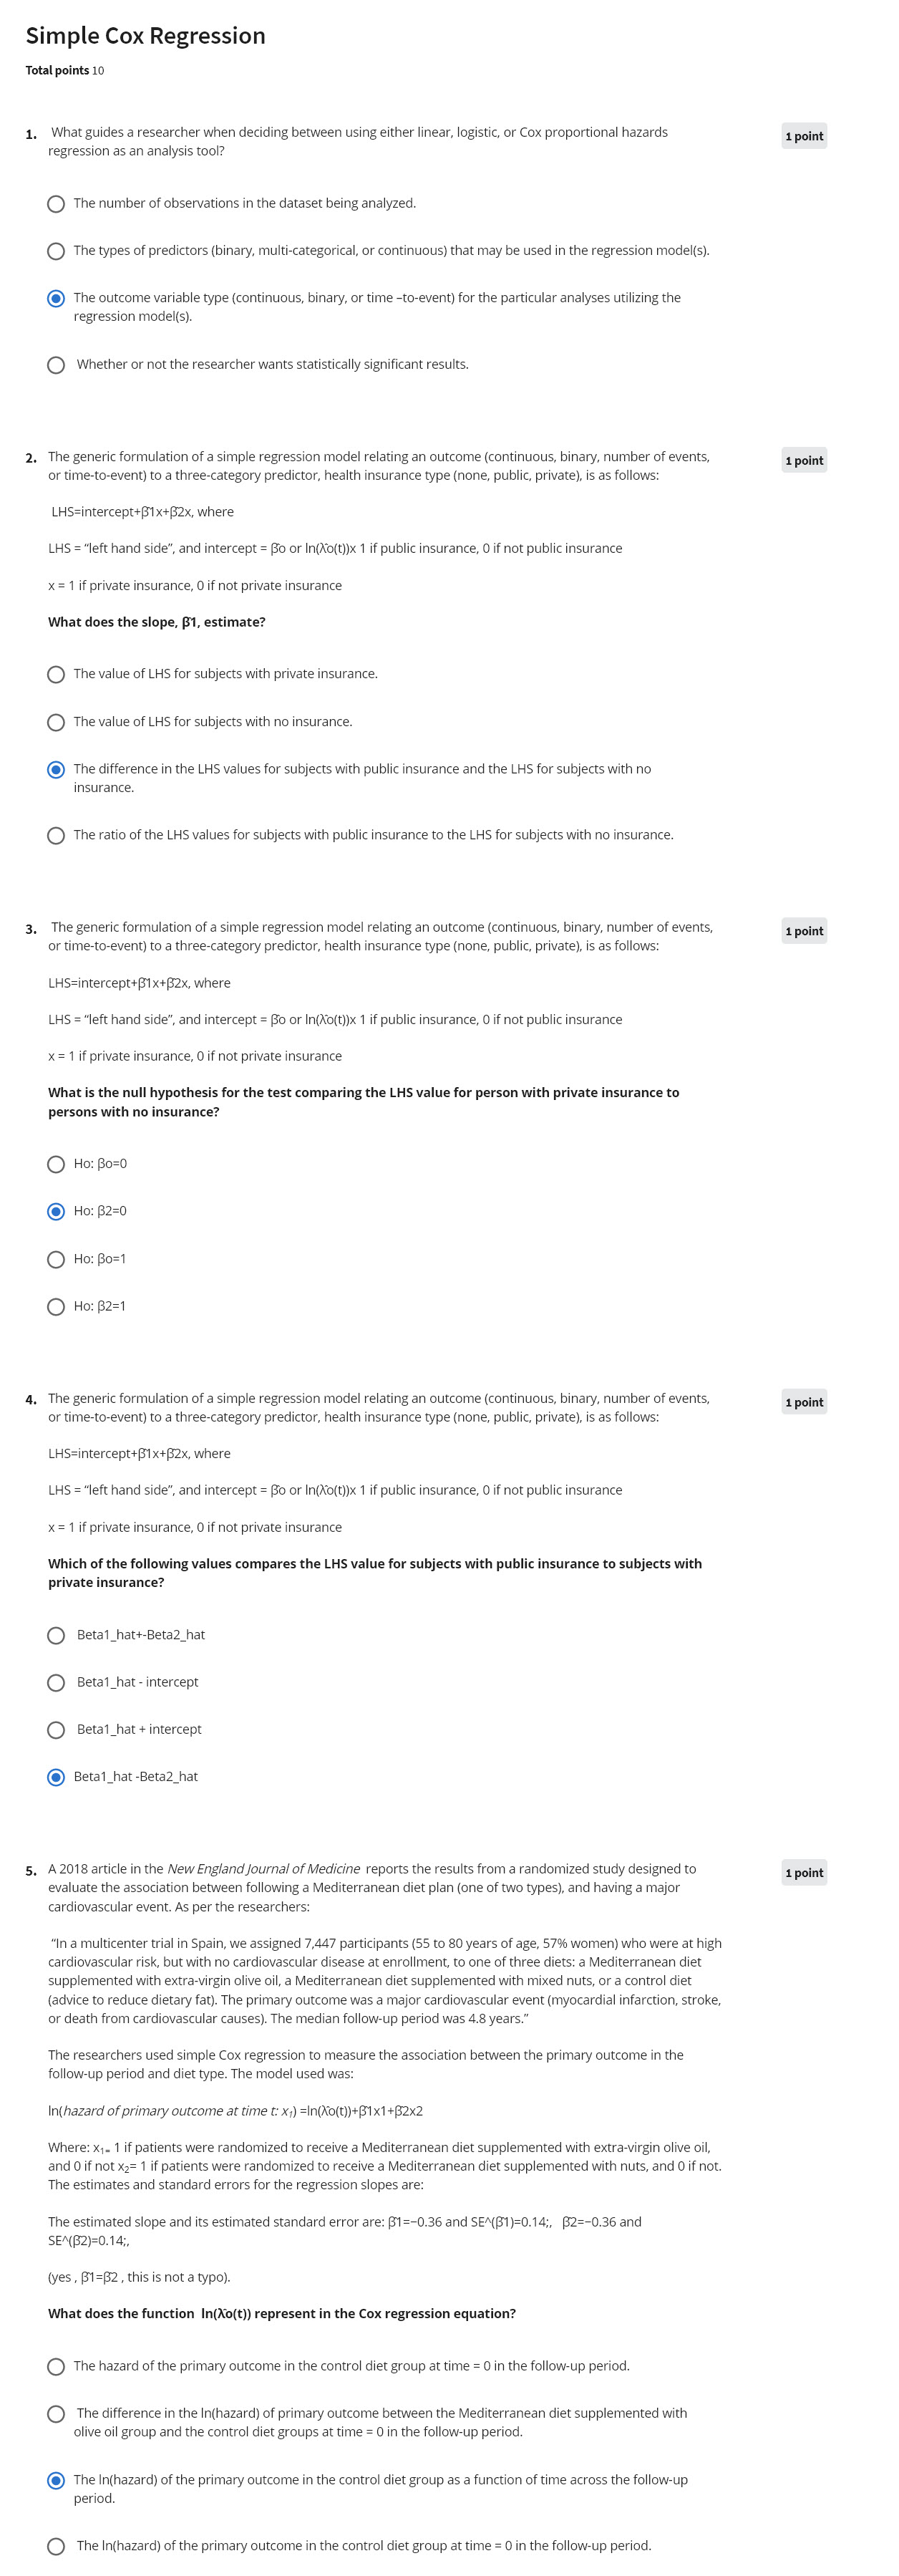 Simple Cox Regression
Total points 10
1. What guides a researcher when deciding between using either linear, logistic, or Cox proportional hazards
regression as an analysis tool?
1 point
The number of observations in the dataset being analyzed.
The types of predictors (binary, multi-categorical, or continuous) that may be used in the regression model(s).
The outcome variable type (continuous, binary, or time –to-event) for the particular analyses utilizing the
regression model(s).
Whether or not the researcher wants statistically significant results.
2. The generic formulation of a simple regression model relating an outcome (continuous, binary, number of events,
or time-to-event) to a three-category predictor, health insurance type (none, public, private), is as follows:
1 point
LHS=intercept+β̂1x+β̂2x, where
LHS = “left hand side”, and intercept = β̂o or ln(λ̂o(t))x 1 if public insurance, 0 if not public insurance
x = 1 if private insurance, 0 if not private insurance
What does the slope, β̂1, estimate?
The value of LHS for subjects with private insurance.
The value of LHS for subjects with no insurance.
The difference in the LHS values for subjects with public insurance and the LHS for subjects with no
insurance.
The ratio of the LHS values for subjects with public insurance to the LHS for subjects with no insurance.
3. The generic formulation of a simple regression model relating an outcome (continuous, binary, number of events,
or time-to-event) to a three-category predictor, health insurance type (none, public, private), is as follows:
1 point
LHS=intercept+β̂1x+β̂2x, where
LHS = “left hand side”, and intercept = β̂o or ln(λ̂o(t))x 1 if public insurance, 0 if not public insurance
x = 1 if private insurance, 0 if not private insurance
What is the null hypothesis for the test comparing the LHS value for person with private insurance to
persons with no insurance?
Ho: βo=0
Ho: β2=0
Ho: βo=1
Ho: β2=1
4. The generic formulation of a simple regression model relating an outcome (continuous, binary, number of events,
or time-to-event) to a three-category predictor, health insurance type (none, public, private), is as follows:
1 point
LHS=intercept+β̂1x+β̂2x, where
LHS = “left hand side”, and intercept = β̂o or ln(λ̂o(t))x 1 if public insurance, 0 if not public insurance
x = 1 if private insurance, 0 if not private insurance
Which of the following values compares the LHS value for subjects with public insurance to subjects with
private insurance?
Beta1_hat+-Beta2_hat
Beta1_hat - intercept
Beta1_hat + intercept
Beta1_hat -Beta2_hat
5. A 2018 article in the New England Journal of Medicine reports the results from a randomized study designed to
evaluate the association between following a Mediterranean diet plan (one of two types), and having a major
cardiovascular event. As per the researchers:
1 point
“In a multicenter trial in Spain, we assigned 7,447 participants (55 to 80 years of age, 57% women) who were at high
cardiovascular risk, but with no cardiovascular disease at enrollment, to one of three diets: a Mediterranean diet
supplemented with extra-virgin olive oil, a Mediterranean diet supplemented with mixed nuts, or a control diet
(advice to reduce dietary fat). The primary outcome was a major cardiovascular event (myocardial infarction, stroke,
or death from cardiovascular causes). The median follow-up period was 4.8 years.”
The researchers used simple Cox regression to measure the association between the primary outcome in the
follow-up period and diet type. The model used was:
ln(hazard of primary outcome at time t: x₁) =ln(λ̂o(t))+β̂1x1+β̂2x2
Where: x₁₌ 1 if patients were randomized to receive a Mediterranean diet supplemented with extra-virgin olive oil,
and 0 if not x₂= 1 if patients were randomized to receive a Mediterranean diet supplemented with nuts, and 0 if not.
The estimates and standard errors for the regression slopes are:
The estimated slope and its estimated standard error are: β̂1=−0.36 and SE^(β̂1)=0.14;, β̂2=−0.36 and
SE^(β̂2)=0.14;,
(yes , β̂1=β̂2 , this is not a typo).
What does the function ln(λ̂o(t)) represent in the Cox regression equation?
The hazard of the primary outcome in the control diet group at time = 0 in the follow-up period.
The difference in the ln(hazard) of primary outcome between the Mediterranean diet supplemented with
olive oil group and the control diet groups at time = 0 in the follow-up period.
The ln(hazard) of the primary outcome in the control diet group as a function of time across the follow-up
period.
The ln(hazard) of the primary outcome in the control diet group at time = 0 in the follow-up period.